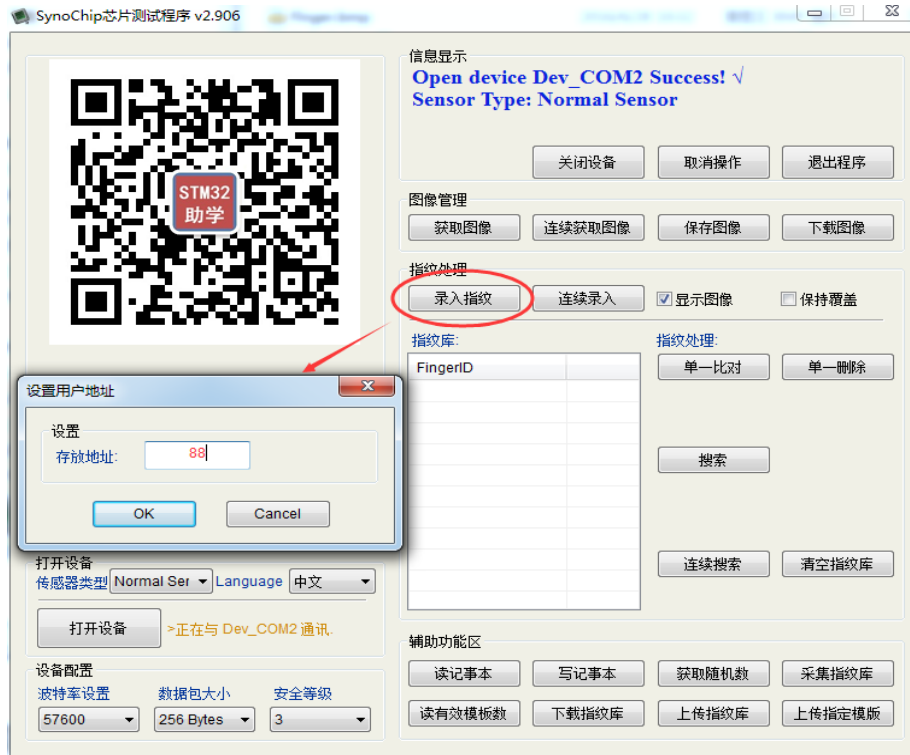 SynoChip芯片测试程序 v2.906
STM32
助学
信息显示
Open device Dev_COM2 Success! √
Sensor Type: Normal Sensor
关闭设备 取消操作 退出程序
图像管理
获取图像 连续获取图像 保存图像 下载图像
指纹处理
录入指纹 连续录入 显示图像 保持覆盖
指纹库:
FingerID
指纹处理:
单一比对 单一删除
搜索
连续搜索 清空指纹库
设置用户地址
设置
存放地址: 88
OK Cancel
打开设备
传感器类型 Normal Ser Language 中文
打开设备 >正在与 Dev_COM2 通讯.
设备配置
波特率设置 数据包大小 安全等级
57600 256 Bytes 3
辅助功能区
读记事本 写记事本 获取随机数 采集指纹库
读有效模板数 下载指纹库 上传指纹库 上传指定模版